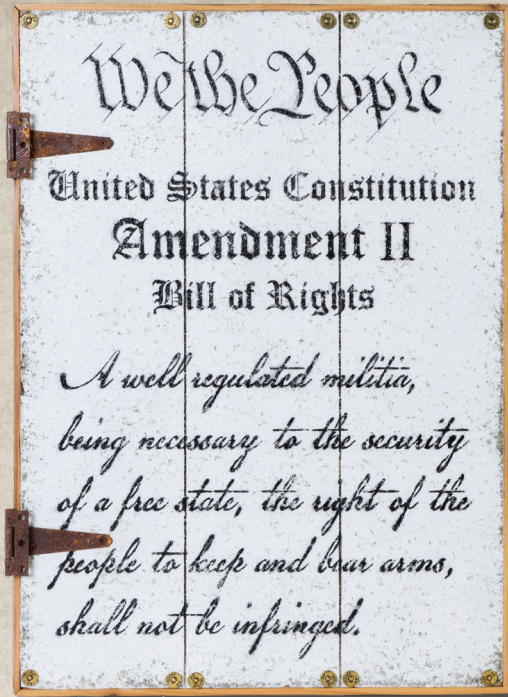 We the People
United States Constitution
Amendment II
Bill of Rights
A well regulated militia,
being necessary to the security
of a free state, the right of the
people to keep and bear arms,
shall not be infringed.